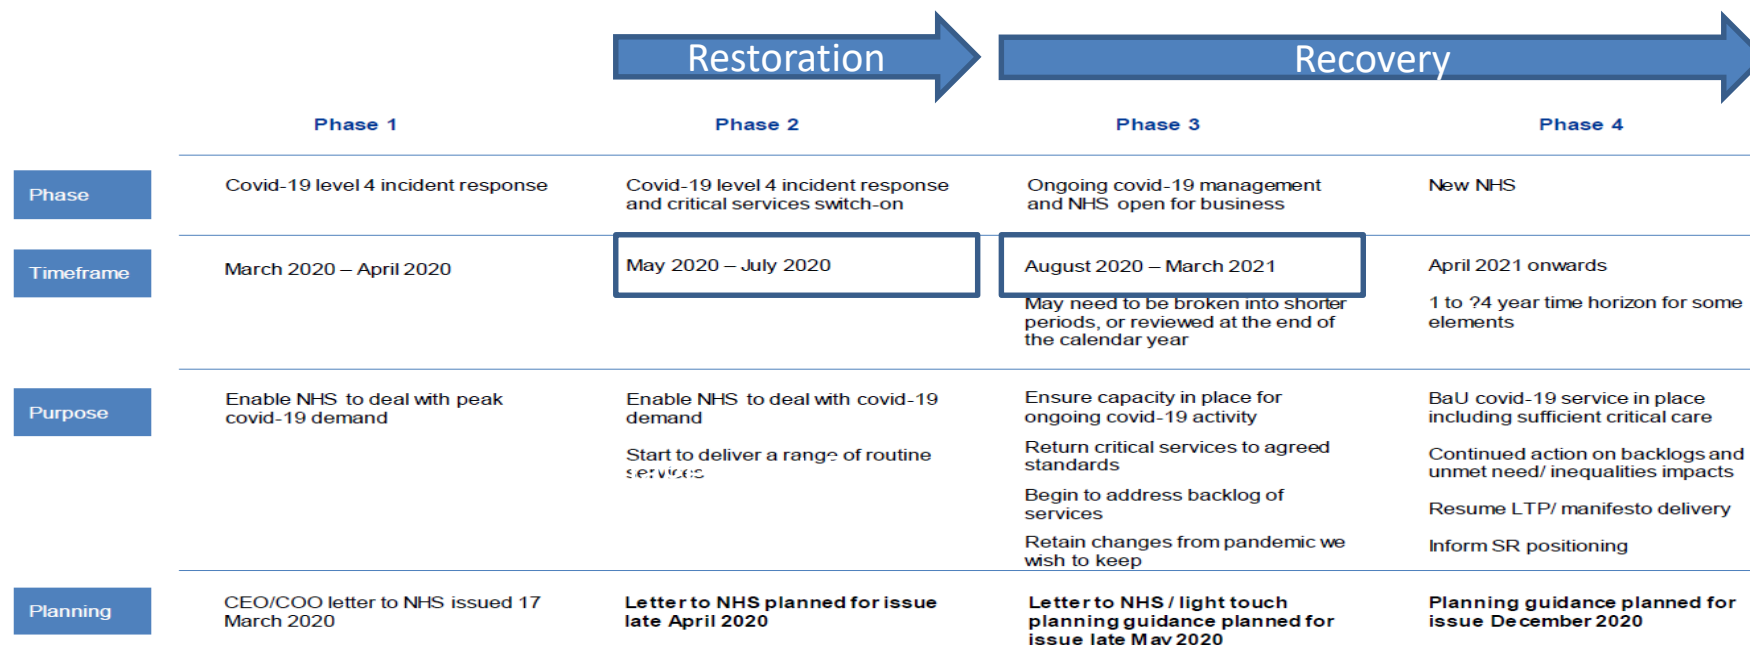 Restoration
Recovery
Phase 1
Phase 2
Phase 3
Phase 4
Phase
Covid-19 level 4 incident response
Covid-19 level 4 incident response
and critical services switch-on
Ongoing covid-19 management
and NHS open for business
New NHS
Timeframe
March 2020 – April 2020
May 2020 – July 2020
August 2020 – March 2021
May need to be broken into shorter
periods, or reviewed at the end of
the calendar year
April 2021 onwards
1 to ?4 year time horizon for some
elements
Purpose
Enable NHS to deal with peak
covid-19 demand
Enable NHS to deal with covid-19
demand
Start to deliver a range of routine
services
Ensure capacity in place for
ongoing covid-19 activity
Return critical services to agreed
standards
Begin to address backlog of
services
Retain changes from pandemic we
wish to keep
BaU covid-19 service in place
including sufficient critical care
Continued action on backlogs and
unmet need/ inequalities impacts
Resume LTP/ manifesto delivery
Inform SR positioning
Planning
CEO/COO letter to NHS issued 17
March 2020
Letter to NHS planned for issue
late April 2020
Letter to NHS / light touch
planning guidance planned for
issue late May 2020
Planning guidance planned for
issue December 2020